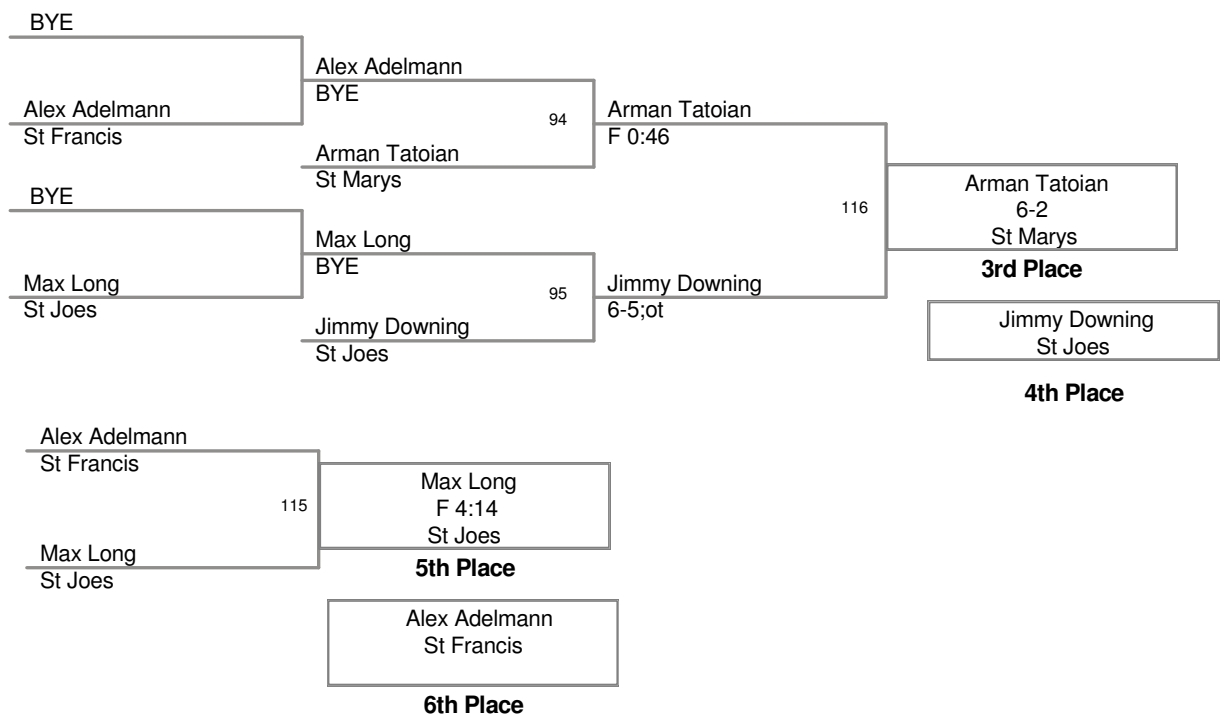 BYE
Alex Adelmann
St Francis
Alex Adelmann
BYE
94
Arman Tatoian
St Marys
Arman Tatoian
F 0:46
BYE
Max Long
St Joes
Max Long
BYE
95
Jimmy Downing
St Joes
Jimmy Downing
6-5;ot
116
Arman Tatoian
6-2
St Marys
3rd Place
Jimmy Downing
St Joes
4th Place
Alex Adelmann
St Francis
115
Max Long
St Joes
Max Long
F 4:14
St Joes
5th Place
Alex Adelmann
St Francis
6th Place